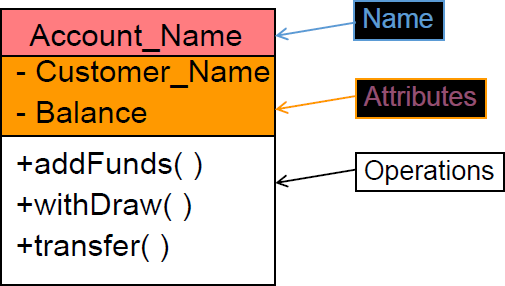 Account_Name
- Customer_Name
- Balance
+addFunds( )
+withDraw( )
+transfer( )
Name
Attributes
Operations